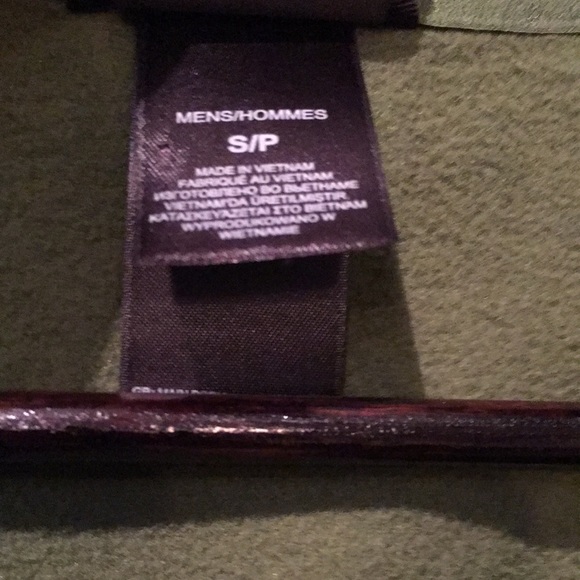 MENS/HOMMES
S/P
MADE IN VIETNAM
FABRIQUÉ AU VIETNAM
ИЗГОТОВЛЕНО ВО ВЬЕТНАМЕ
VIETNAM'DA ÜRETILMIŞTIR.
ΚΑΤΑΣΚΕΥΑΖΕΤΑΙ ΣΤΟ ΒΙΕΤΝΑΜ
WYPRODUKOWANO W
WIETNAMIE